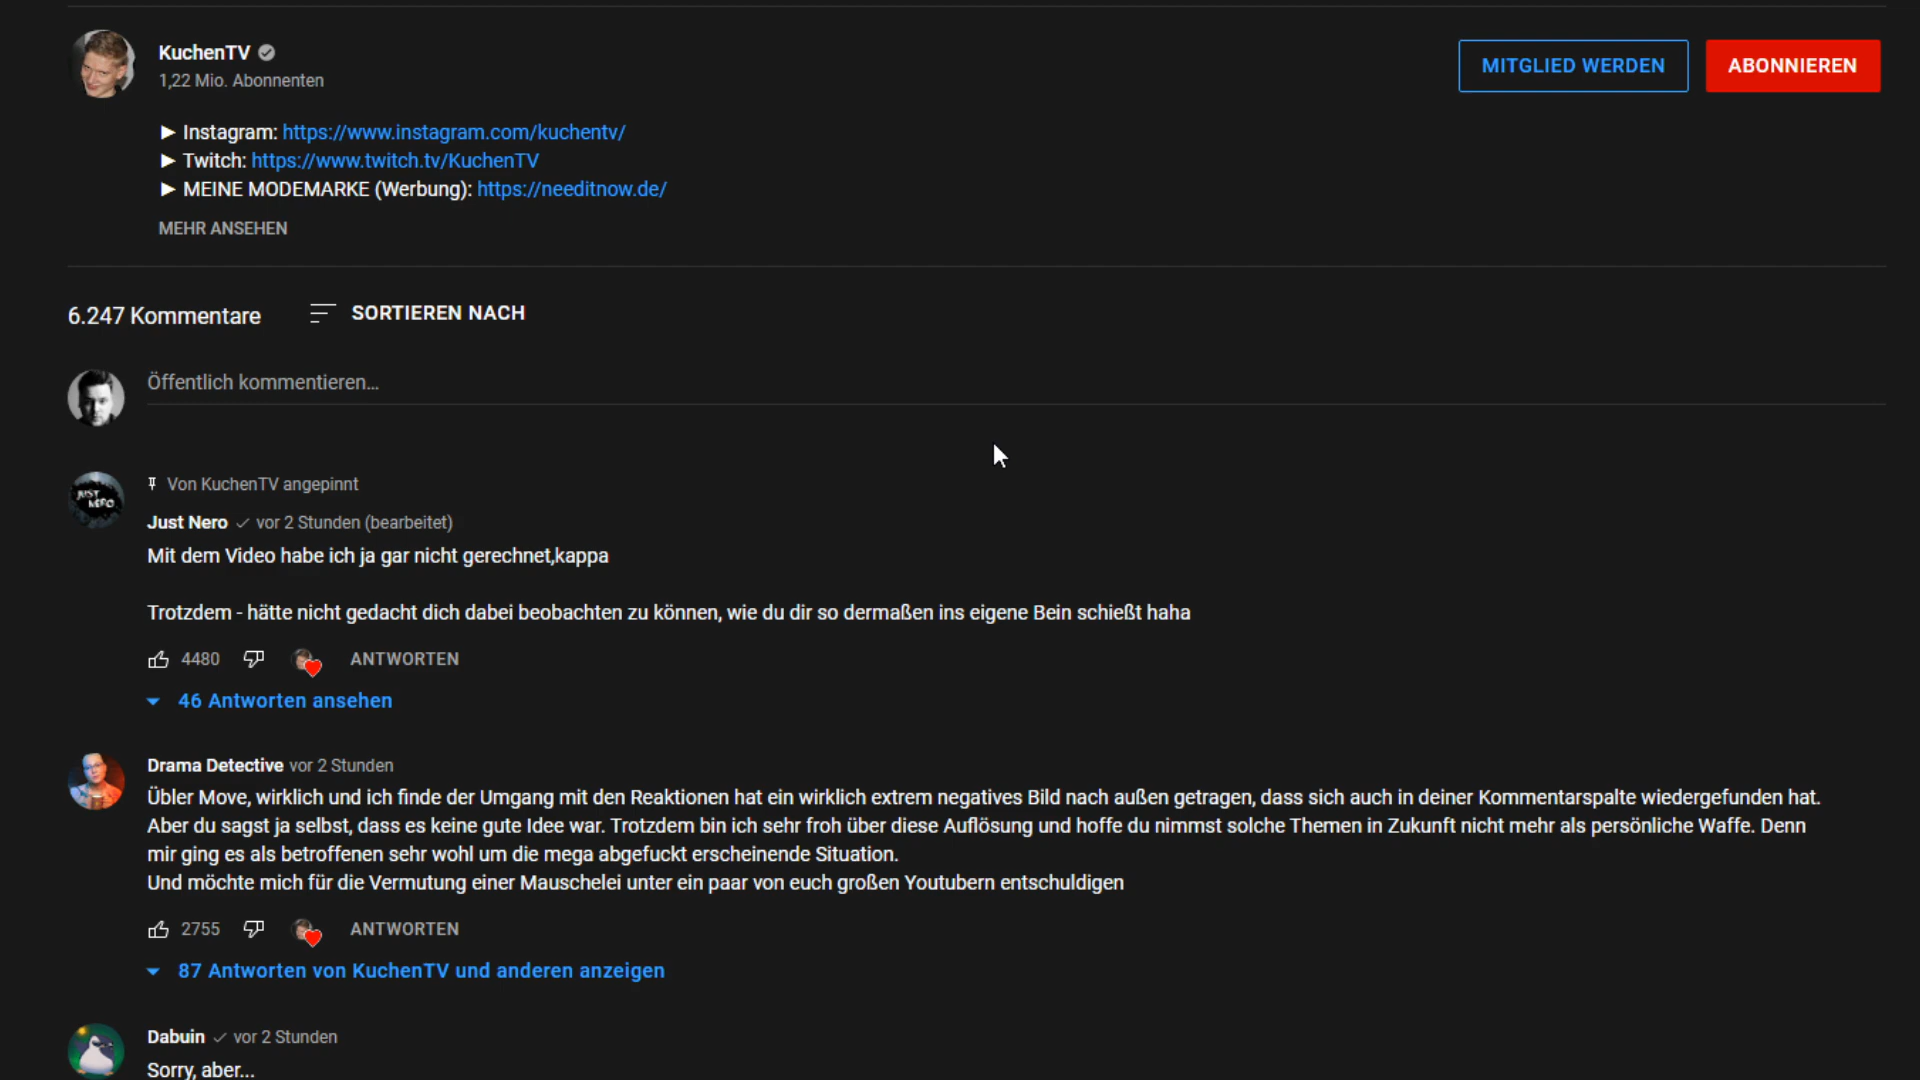 KuchenTV
1,22 Mio. Abonnenten
MITGLIED WERDEN
ABONNIEREN
► Instagram: https://www.instagram.com/kuchentv/
► Twitch: https://www.twitch.tv/KuchenTV
► MEINE MODEMARKE (Werbung): https://needitnow.de/
MEHR ANSEHEN
6.247 Kommentare
SORTIEREN NACH
Öffentlich kommentieren...
JUST
NERO
Von KuchenTV angepinnt
Just Nero vor 2 Stunden (bearbeitet)
Mit dem Video habe ich ja gar nicht gerechnet,kappa
Trotzdem - hätte nicht gedacht dich dabei beobachten zu können, wie du dir so dermaßen ins eigene Bein schießt haha
4480
ANTWORTEN
46 Antworten ansehen
Drama Detective vor 2 Stunden
Übler Move, wirklich und ich finde der Umgang mit den Reaktionen hat ein wirklich extrem negatives Bild nach außen getragen, dass sich auch in deiner Kommentarspalte wiedergefunden hat.
Aber du sagst ja selbst, dass es keine gute Idee war. Trotzdem bin ich sehr froh über diese Auflösung und hoffe du nimmst solche Themen in Zukunft nicht mehr als persönliche Waffe. Denn
mir ging es als betroffenen sehr wohl um die mega abgefuckt erscheinende Situation.
Und möchte mich für die Vermutung einer Mauschelei unter ein paar von euch großen Youtubern entschuldigen
2755
ANTWORTEN
87 Antworten von KuchenTV und anderen anzeigen
Dabuin vor 2 Stunden
Sorry, aber...